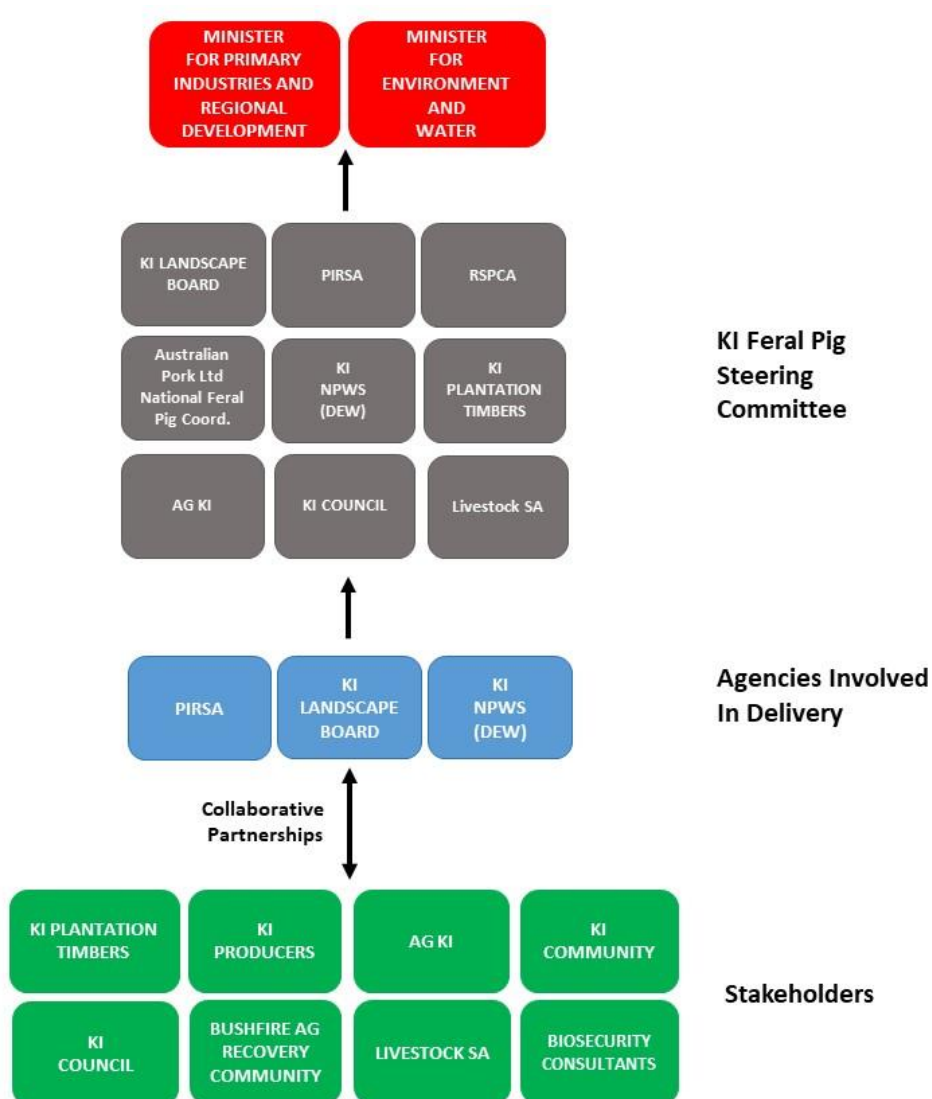 MINISTER
FOR PRIMARY
INDUSTRIES AND
REGIONAL
DEVELOPMENT
MINISTER
FOR
ENVIRONMENT
AND
WATER
KI LANDSCAPE
BOARD
PIRSA
RSPCA
Australian
Pork Ltd
National Feral
Pig Coord.
KI
NPWS
(DEW)
KI
PLANTATION
TIMBERS
AG KI
KI COUNCIL
Livestock SA
KI Feral Pig
Steering
Committee
PIRSA
KI
LANDSCAPE
BOARD
KI
NPWS
(DEW)
Agencies Involved
In Delivery
Collaborative
Partnerships
KI PLANTATION
TIMBERS
KI
PRODUCERS
AG KI
KI
COMMUNITY
KI
COUNCIL
BUSHFIRE AG
RECOVERY
COMMUNITY
LIVESTOCK SA
BIOSECURITY
CONSULTANTS
Stakeholders